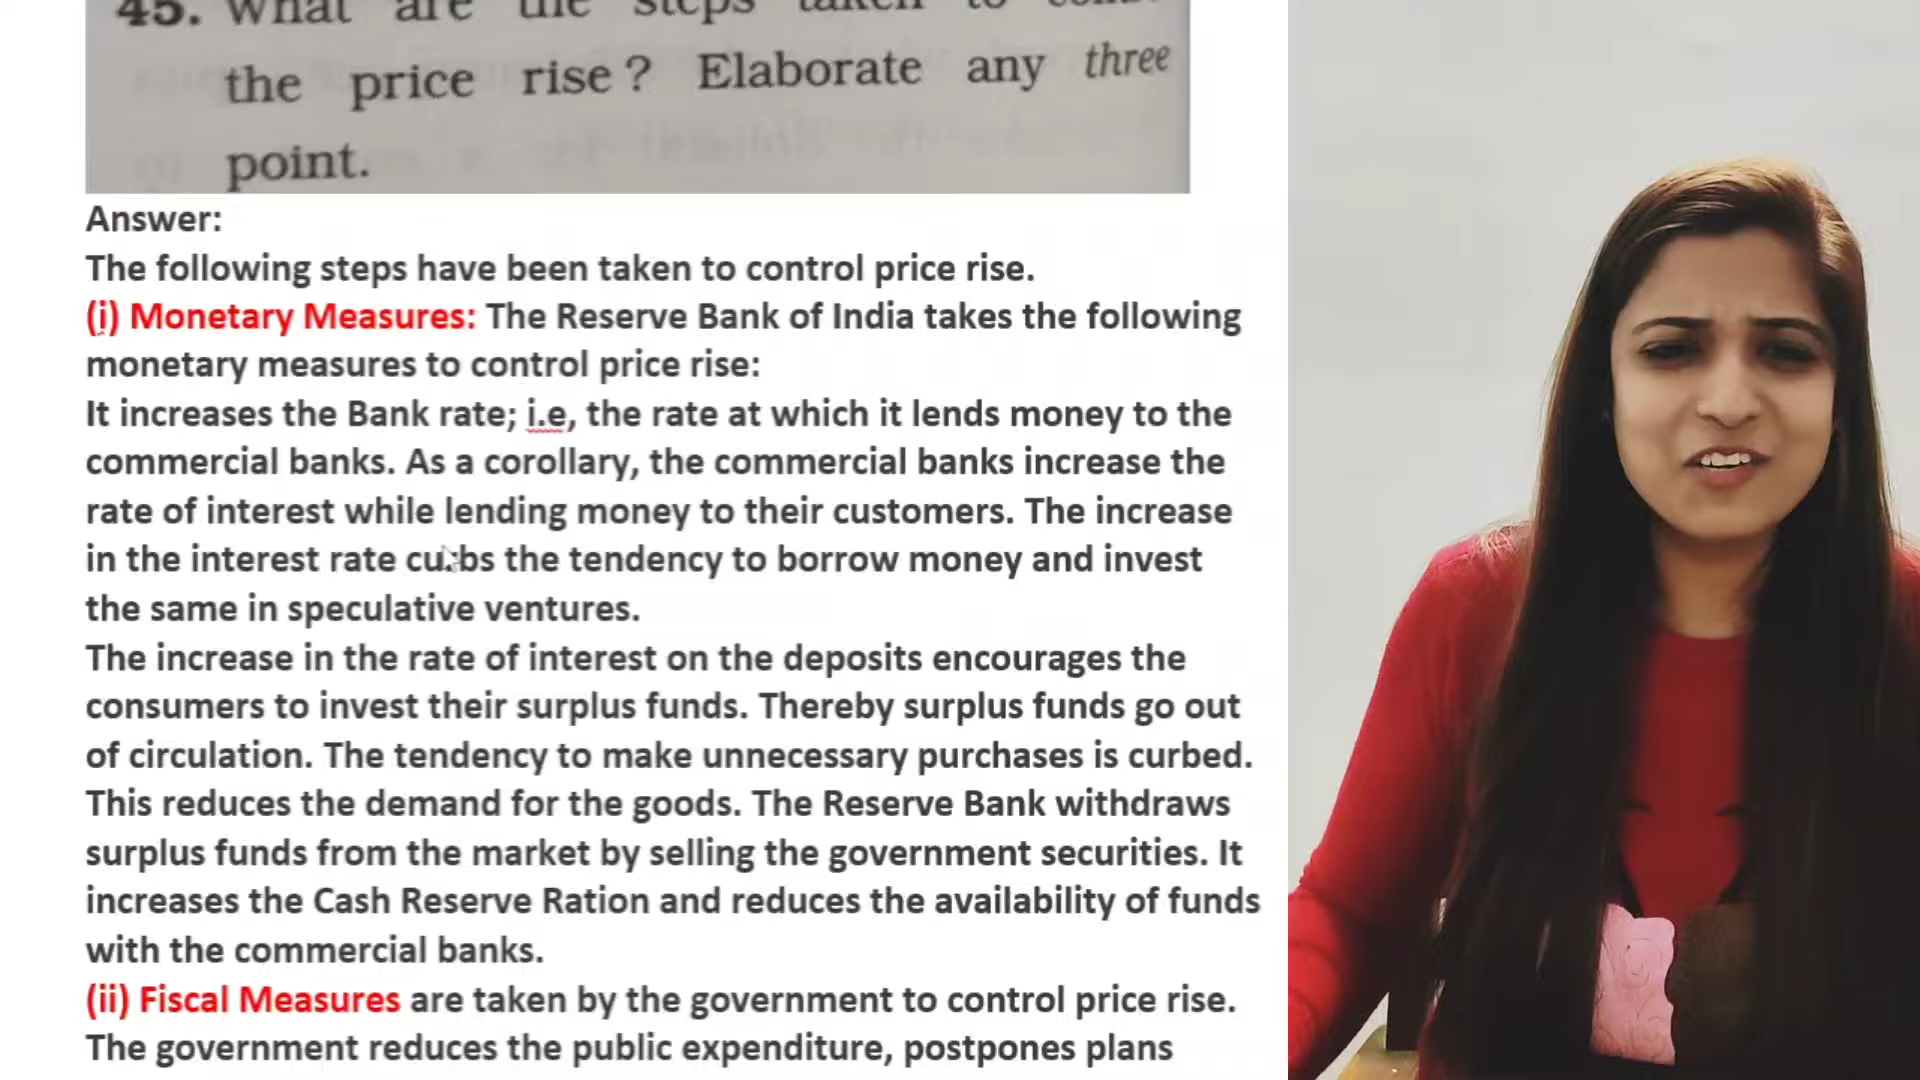 45. What are the steps taken to
the price rise? Elaborate any three
point.
Answer:
The following steps have been taken to control price rise.
(i) Monetary Measures: The Reserve Bank of India takes the following
monetary measures to control price rise:
It increases the Bank rate; i.e, the rate at which it lends money to the
commercial banks. As a corollary, the commercial banks increase the
rate of interest while lending money to their customers. The increase
in the interest rate curbs the tendency to borrow money and invest
the same in speculative ventures.
The increase in the rate of interest on the deposits encourages the
consumers to invest their surplus funds. Thereby surplus funds go out
of circulation. The tendency to make unnecessary purchases is curbed.
This reduces the demand for the goods. The Reserve Bank withdraws
surplus funds from the market by selling the government securities. It
increases the Cash Reserve Ration and reduces the availability of funds
with the commercial banks.
(ii) Fiscal Measures are taken by the government to control price rise.
The government reduces the public expenditure, postpones plans